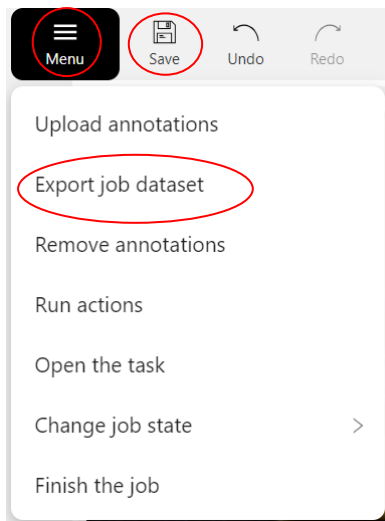 Menu Save Undo Redo
Upload annotations
Export job dataset
Remove annotations
Run actions
Open the task
Change job state
Finish the job